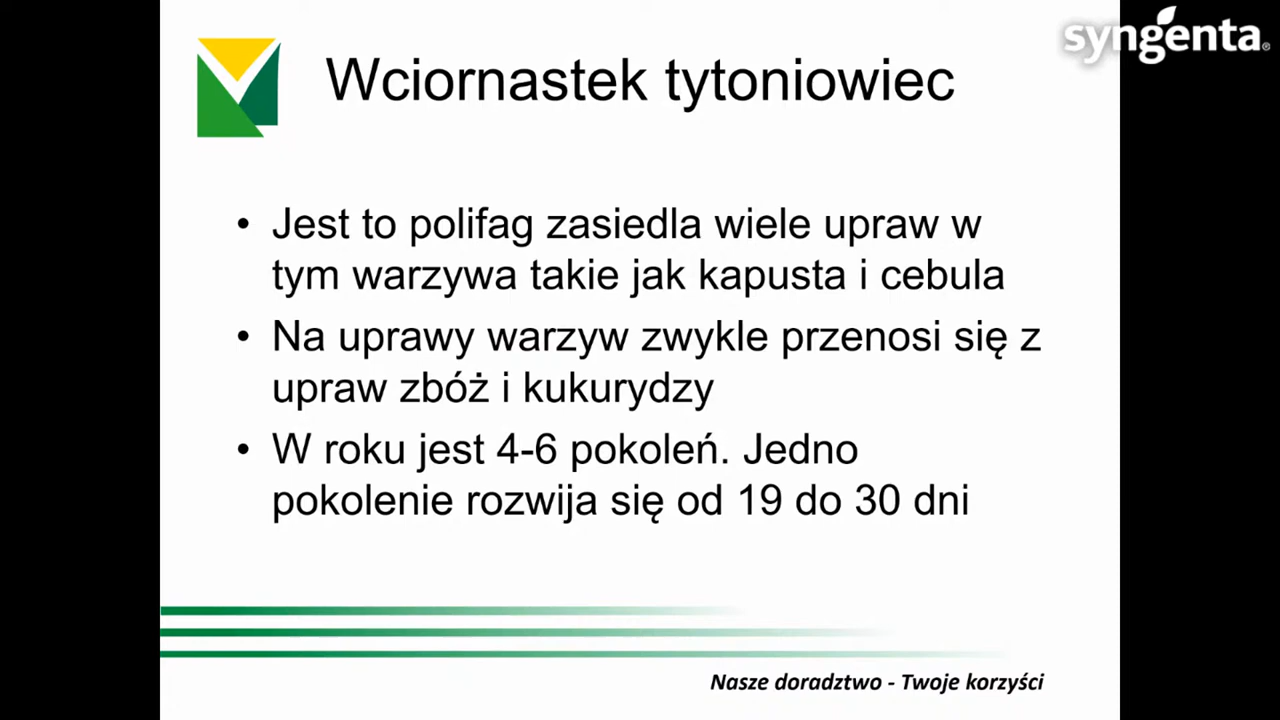 syngenta®
Wciornastek tytoniowiec
• Jest to polifag zasiedla wiele upraw w
tym warzywa takie jak kapusta i cebula
• Na uprawy warzyw zwykle przenosi się z
upraw zbóż i kukurydzy
• W roku jest 4-6 pokoleń. Jedno
pokolenie rozwija się od 19 do 30 dni
Nasze doradztwo - Twoje korzyści